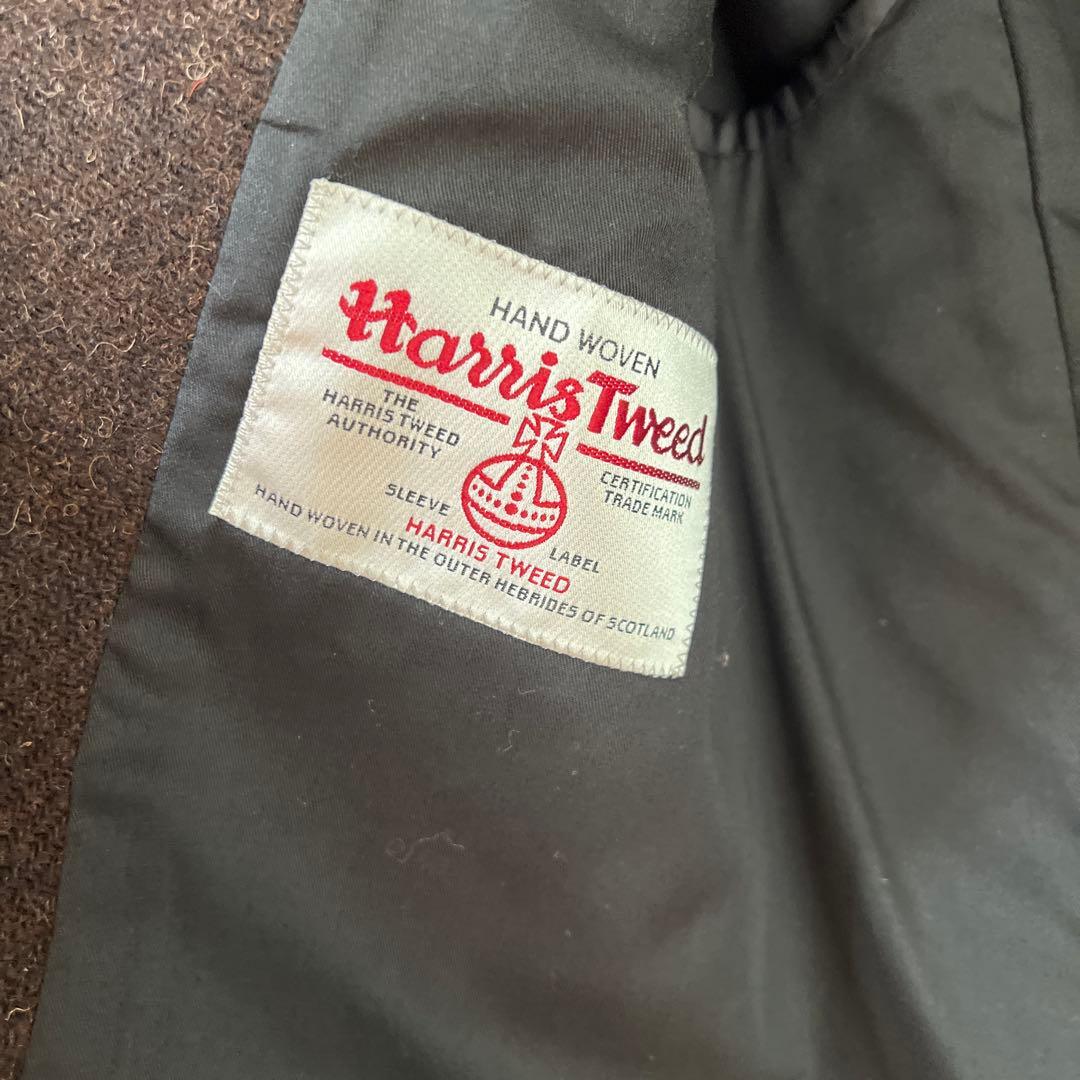 HAND WOVEN
Harris Tweed
THE
HARRIS TWEED
AUTHORITY
CERTIFICATION
TRADE MARK
SLEEVE
LABEL
HARRIS TWEED
HAND WOVEN IN THE OUTER HEBRIDES OF SCOTLAND